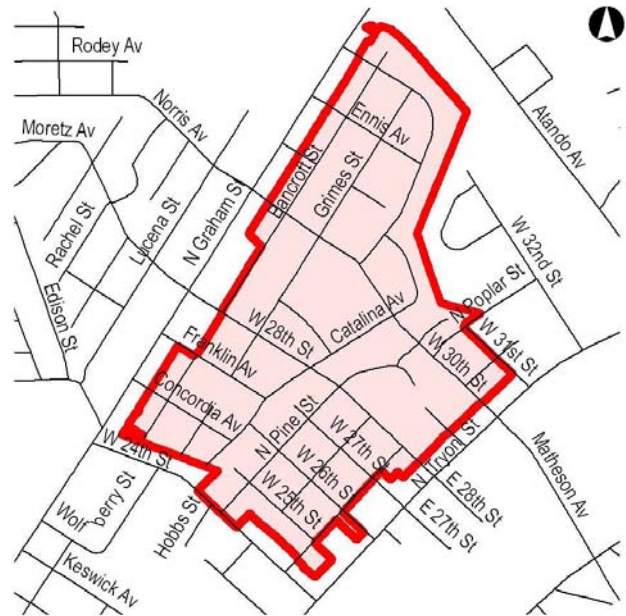 Rodey Av
Moretz Av
Norris Av
Ennis Av
Atando Av
Bancroft St
Grimes St
Rachel St
Lucena St
N Graham S
W 32nd St
Edison St
N Poplar St
Catalina Av
W 28th St
W 31st St
Franklin Av
W 30th St
Concordia Av
N Pine St
W 27th St
N Tryon St
Matheson Av
W 24th St
W 26th St
E 28th St
W 25th St
E 27th St
Hobbs St
Keswick Av